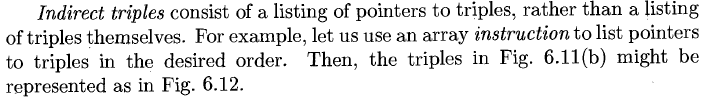 Indirect triples consist of a listing of pointers to triples, rather than a listing
of triples themselves. For example, let us use an array instruction to list pointers
to triples in the desired order. Then, the triples in Fig. 6.11(b) might be
represented as in Fig. 6.12.